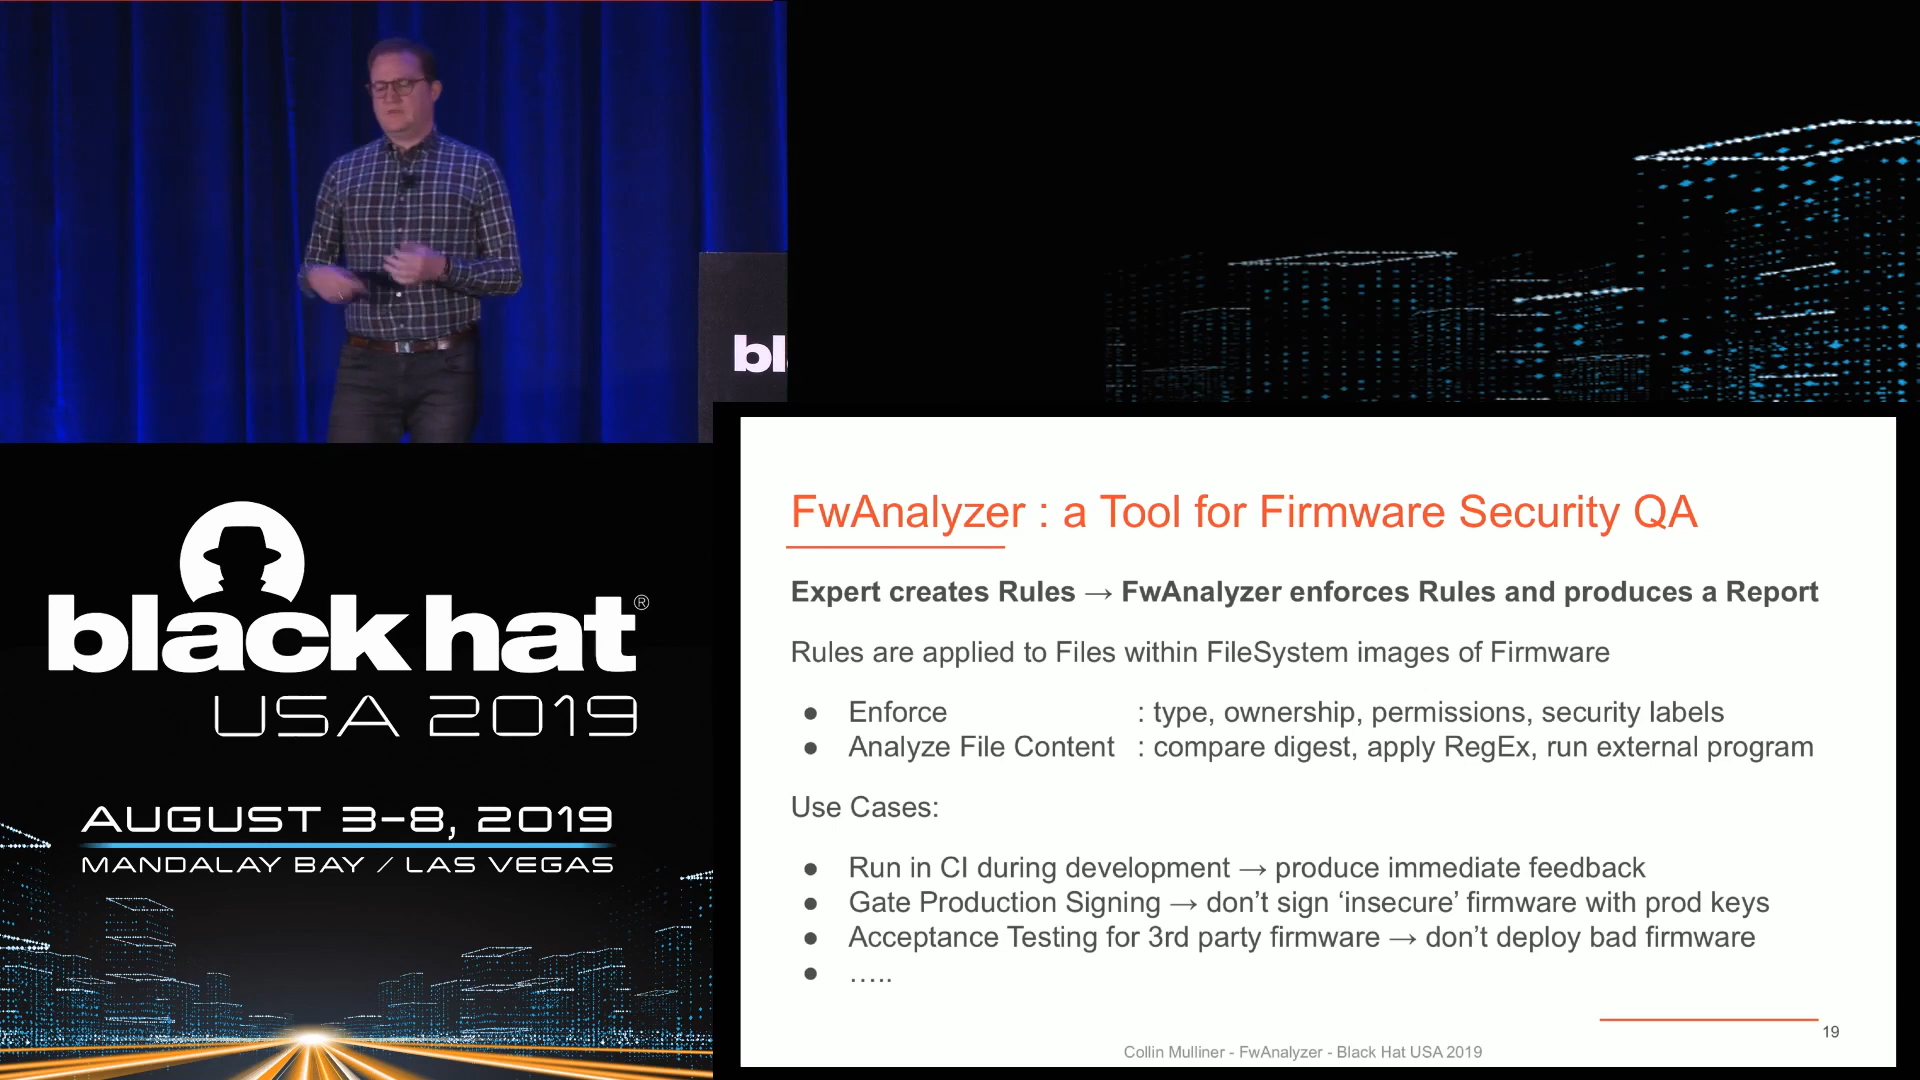 bl
black hat®
USA 2019
AUGUST 3-8, 2019
MANDALAY BAY / LAS VEGAS
FwAnalyzer : a Tool for Firmware Security QA
Expert creates Rules → FwAnalyzer enforces Rules and produces a Report
Rules are applied to Files within FileSystem images of Firmware
● Enforce : type, ownership, permissions, security labels
● Analyze File Content : compare digest, apply RegEx, run external program
Use Cases:
● Run in CI during development → produce immediate feedback
● Gate Production Signing → don’t sign ‘insecure’ firmware with prod keys
● Acceptance Testing for 3rd party firmware → don’t deploy bad firmware
● …..
19
Collin Mulliner - FwAnalyzer - Black Hat USA 2019